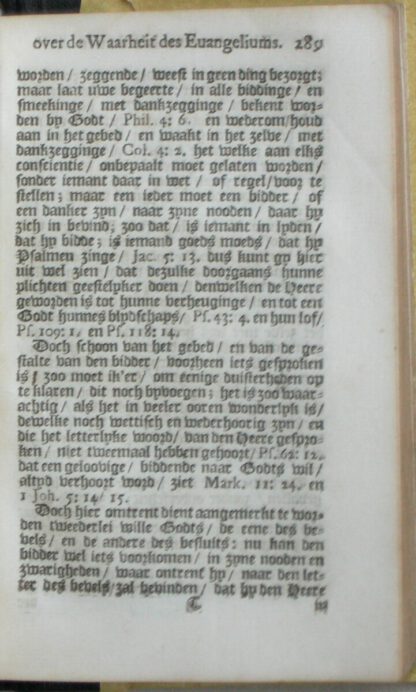 over de Waarheit des Euangeliums. 289
worden / zeggende / weest in geen ding bezorgt;
maar laat uwe begeerte / in alle biddinge / en
smeekinge / met dankzegginge / bekent wor-
den by Godt / Phil. 4: 6. en wederom / houd
aan in het gebed / en waakt in het zelve / met
dankzegginge / Col. 4: 2. het welke aan elks
conscientie / onbepaalt moet gelaten worden /
sonder iemant daar in wet / of regel / voor te
stellen; maar een ieder moet een bidder / of
een danker zyn / naar zyne nooden / daar hy
zich in bevind; zoo dat / is iemant in lyden /
dat hy bidde; is iemand goeds moeds / dat hy
Psalmen zinge / Jac. 5: 13. dus kunt gy hier
uit wel zien / dat dezulke doorgaans hunne
plichten geestelyker doen / denwelken de Heere
geworden is tot hunne verheuginge / en tot een
Godt hunnes blydschaps / Ps. 43: 4. en hun lof /
Ps. 109: 1. en Ps. 118: 14.
Doch schoon van het gebed / en van de ge-
stalte van den bidder / voorheen iets gesproken
is / zoo moet ik 'er / om eenige duisterheden op
te klaren / dit noch byvoegen; het is zoo waar-
achtig / als het in veeler ooren wonderlyk is /
dewelke noch wettisch en wederhoorig zyn / en
die het letterlyke woord / van den Heere gespro-
ken / niet tweemaal hebben gehoort / Ps. 62: 12.
dat een geloovige / biddende naar Godts wil /
altyd verhoort word / ziet Mark. 11: 24. en
1 Joh. 5: 14 / 15.
Doch hier omtrent dient aangemerkt te wor-
den tweederlei wille Godts / de eene des be-
vels / en de andere des besluits: nu kan den
bidder wel iets voorkomen / in zyne nooden en
zwarigheden / waar ontrent hy / naar den let-
ter des bevels / zal bevinden / dat hy den Heere
T in